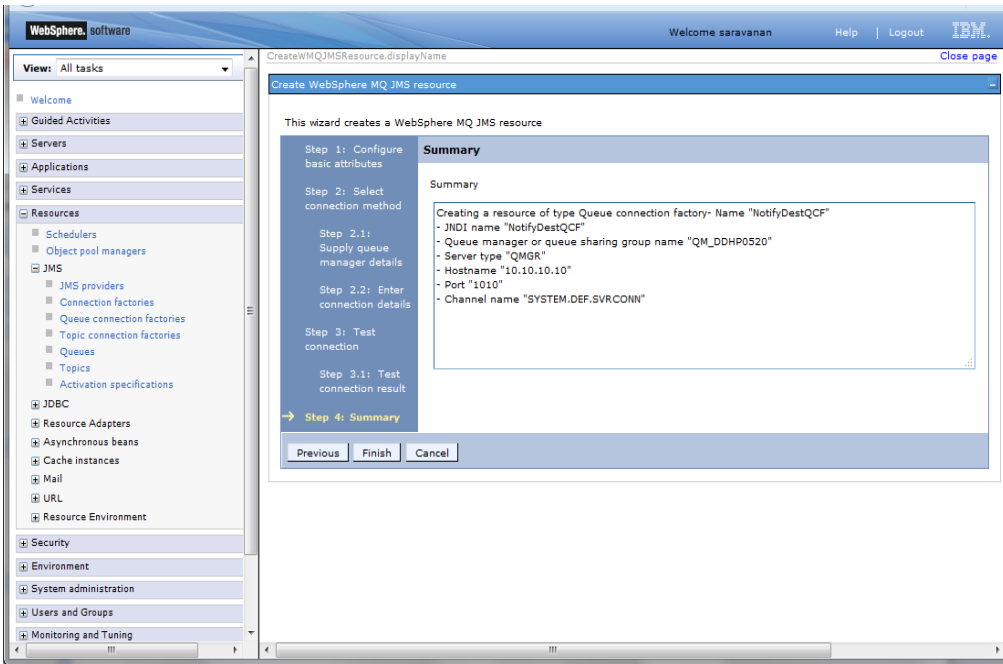 WebSphere. software
Welcome saravanan
Help | Logout
IBM.
View: All tasks
Welcome
Guided Activities
Servers
Applications
Services
Resources
Schedulers
Object pool managers
JMS
JMS providers
Connection factories
Queue connection factories
Topic connection factories
Queues
Topics
Activation specifications
JDBC
Resource Adapters
Asynchronous beans
Cache instances
Mail
URL
Resource Environment
Security
Environment
System administration
Users and Groups
Monitoring and Tuning
CreateWMQJMSResource.displayName
Close page
Create WebSphere MQ JMS resource
This wizard creates a WebSphere MQ JMS resource
Step 1: Configure
basic attributes
Step 2: Select
connection method
Step 2.1:
Supply queue
manager details
Step 2.2: Enter
connection details
Step 3: Test
connection
Step 3.1: Test
connection result
Step 4: Summary
Summary
Summary
Creating a resource of type Queue connection factory- Name "NotifyDestQCF"
- JNDI name "NotifyDestQCF"
- Queue manager or queue sharing group name "QM_DDHP0520"
- Server type "QMGR"
- Hostname "10.10.10.10"
- Port "1010"
- Channel name "SYSTEM.DEF.SVRCONN"
Previous Finish Cancel